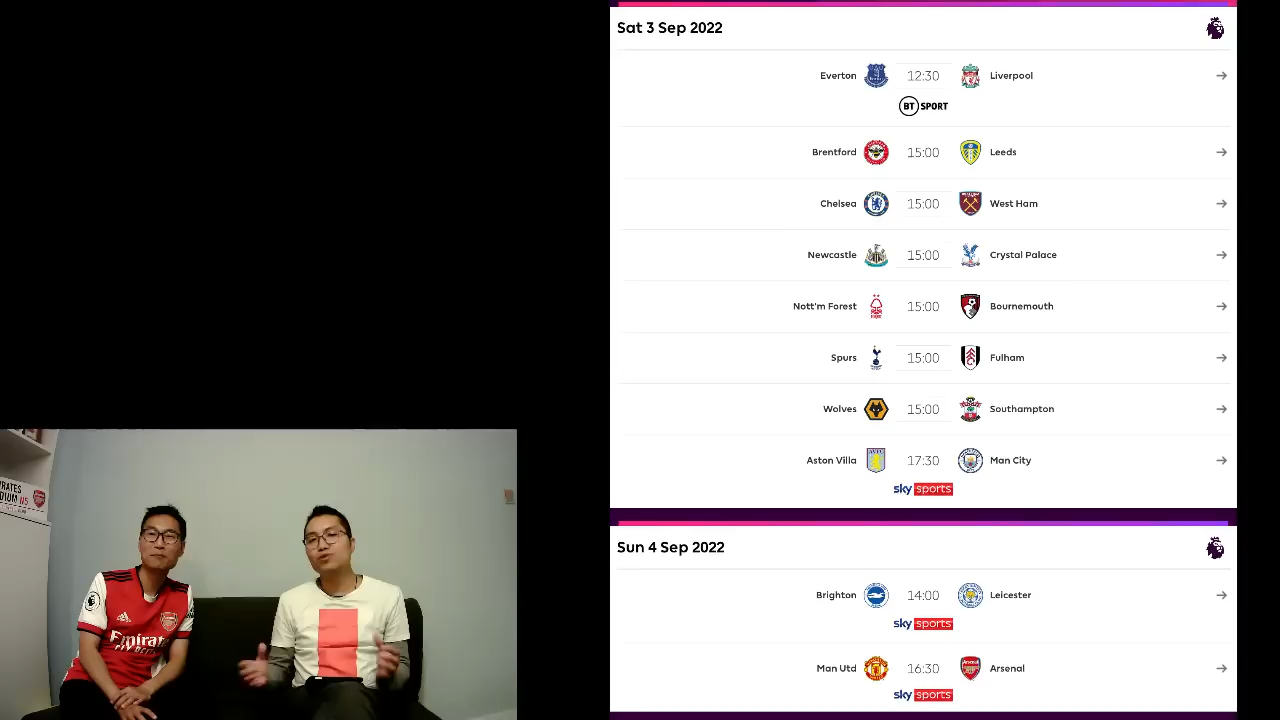 Sat 3 Sep 2022
Everton 12:30 Liverpool
BT SPORT
Brentford 15:00 Leeds
Chelsea 15:00 West Ham
Newcastle 15:00 Crystal Palace
Nott'm Forest 15:00 Bournemouth
Spurs 15:00 Fulham
Wolves 15:00 Southampton
Aston Villa 17:30 Man City
sky sports
Sun 4 Sep 2022
Brighton 14:00 Leicester
sky sports
Man Utd 16:30 Arsenal
sky sports
Emirates